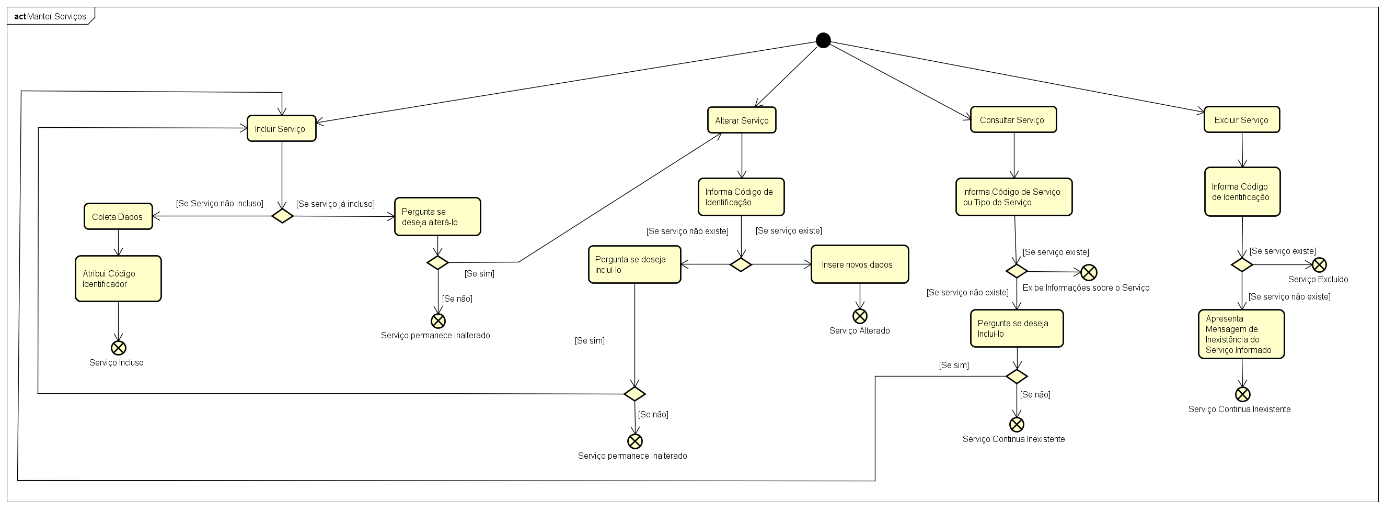 act Manter Serviços
Incluir Serviço
Alterar Serviço
Consultar Serviço
Excluir Serviço
Informa Código de
Identificação
Informa Código de Serviço
ou Tipo de Serviço
Informa Código
de Identificação
[Se Serviço não incluso]
[Se serviço já incluso]
Coleta Dados
Pergunta se
deseja alterá-lo
[Se serviço não existe]
[Se serviço existe]
[Se serviço existe]
[Se serviço existe]
Atribui Código
Identificador
[Se sim]
Pergunta se deseja
Incluí-lo
Insere novos dados
Exibe Informações sobre o Serviço
Serviço Excluído
[Se não]
[Se serviço não existe]
[Se serviço não existe]
Serviço permanece inalterado
Serviço Alterado
Pergunta se deseja
Incluí-lo
Apresenta
Mensagem de
Inexistência do
Serviço Informado
[Se sim]
Serviço Incluso
[Se sim]
[Se não]
[Se não]
Serviço Continua Inexistente
Serviço Continua Inexistente
Serviço permanece inalterado